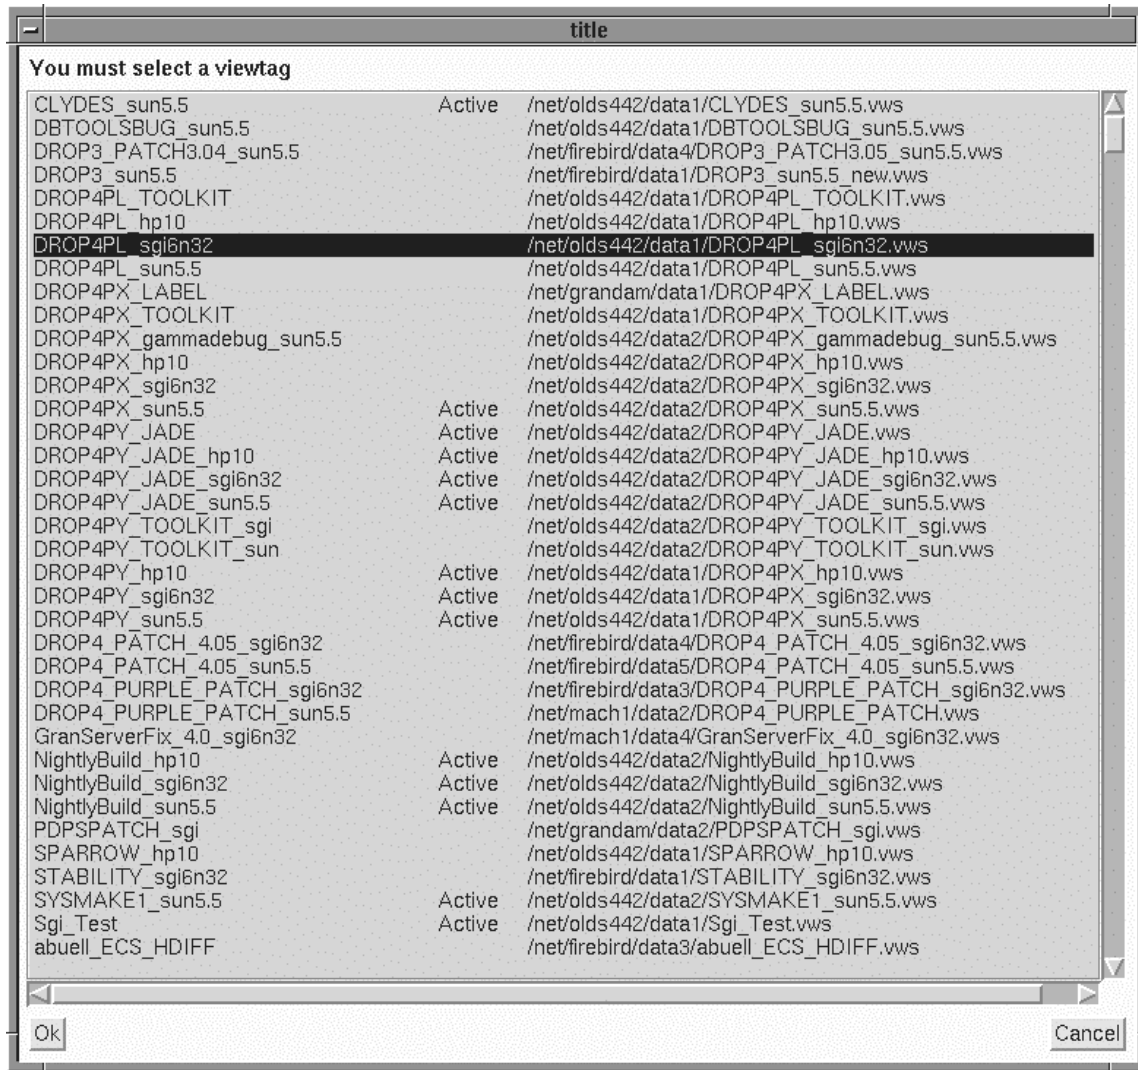 title
You must select a viewtag
CLYDES_sun5.5 Active /net/olds442/data1/CLYDES_sun5.5.vws
DBTOOLSBUG_sun5.5 /net/olds442/data1/DBTOOLSBUG_sun5.5.vws
DROP3_PATCH3.04_sun5.5 /net/firebird/data4/DROP3_PATCH3.05_sun5.5.vws
DROP3_sun5.5 /net/firebird/data1/DROP3_sun5.5_new.vws
DROP4PL_TOOLKIT /net/olds442/data1/DROP4PL_TOOLKIT.vws
DROP4PL_hp10 /net/olds442/data1/DROP4PL_hp10.vws
DROP4PL_sgi6n32 /net/olds442/data1/DROP4PL_sgi6n32.vws
DROP4PL_sun5.5 /net/olds442/data1/DROP4PL_sun5.5.vws
DROP4PX_LABEL /net/grandam/data1/DROP4PX_LABEL.vws
DROP4PX_TOOLKIT /net/olds442/data1/DROP4PX_TOOLKIT.vws
DROP4PX_gammadebug_sun5.5 /net/olds442/data2/DROP4PX_gammadebug_sun5.5.vws
DROP4PX_hp10 /net/olds442/data2/DROP4PX_hp10.vws
DROP4PX_sgi6n32 /net/olds442/data2/DROP4PX_sgi6n32.vws
DROP4PX_sun5.5 Active /net/olds442/data2/DROP4PX_sun5.5.vws
DROP4PY_JADE Active /net/olds442/data2/DROP4PY_JADE.vws
DROP4PY_JADE_hp10 Active /net/olds442/data2/DROP4PY_JADE_hp10.vws
DROP4PY_JADE_sgi6n32 Active /net/olds442/data2/DROP4PY_JADE_sgi6n32.vws
DROP4PY_JADE_sun5.5 Active /net/olds442/data2/DROP4PY_JADE_sun5.5.vws
DROP4PY_TOOLKIT_sgi /net/olds442/data2/DROP4PY_TOOLKIT_sgi.vws
DROP4PY_TOOLKIT_sun /net/olds442/data2/DROP4PY_TOOLKIT_sun.vws
DROP4PY_hp10 Active /net/olds442/data1/DROP4PX_hp10.vws
DROP4PY_sgi6n32 Active /net/olds442/data1/DROP4PX_sgi6n32.vws
DROP4PY_sun5.5 Active /net/olds442/data1/DROP4PX_sun5.5.vws
DROP4_PATCH_4.05_sgi6n32 /net/firebird/data4/DROP4_PATCH_4.05_sgi6n32.vws
DROP4_PATCH_4.05_sun5.5 /net/firebird/data5/DROP4_PATCH_4.05_sun5.5.vws
DROP4_PURPLE_PATCH_sgi6n32 /net/firebird/data3/DROP4_PURPLE_PATCH_sgi6n32.vws
DROP4_PURPLE_PATCH_sun5.5 /net/mach1/data2/DROP4_PURPLE_PATCH.vws
GranServerFix_4.0_sgi6n32 /net/mach1/data4/GranServerFix_4.0_sgi6n32.vws
NightlyBuild_hp10 Active /net/olds442/data2/NightlyBuild_hp10.vws
NightlyBuild_sgi6n32 Active /net/olds442/data2/NightlyBuild_sgi6n32.vws
NightlyBuild_sun5.5 Active /net/olds442/data2/NightlyBuild_sun5.5.vws
PDPSPATCH_sgi /net/grandam/data2/PDPSPATCH_sgi.vws
SPARROW_hp10 /net/olds442/data1/SPARROW_hp10.vws
STABILITY_sgi6n32 /net/firebird/data1/STABILITY_sgi6n32.vws
SYSMAKE1_sun5.5 Active /net/olds442/data2/SYSMAKE1_sun5.5.vws
Sgi_Test Active /net/olds442/data1/Sgi_Test.vws
abuell_ECS_HDIFF /net/firebird/data3/abuell_ECS_HDIFF.vws
Ok Cancel